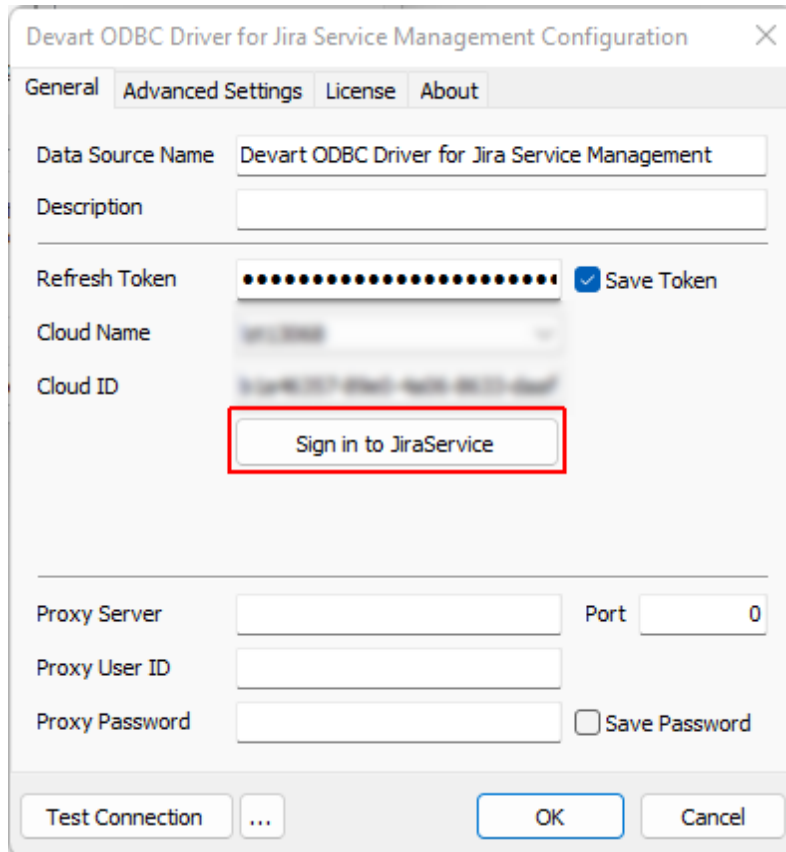 Devart ODBC Driver for Jira Service Management Configuration
General Advanced Settings License About
Data Source Name Devart ODBC Driver for Jira Service Management
Description
Refresh Token •••••••••••••••••••••••• Save Token
Cloud Name
Cloud ID
Sign in to JiraService
Proxy Server Port 0
Proxy User ID
Proxy Password Save Password
Test Connection ... OK Cancel